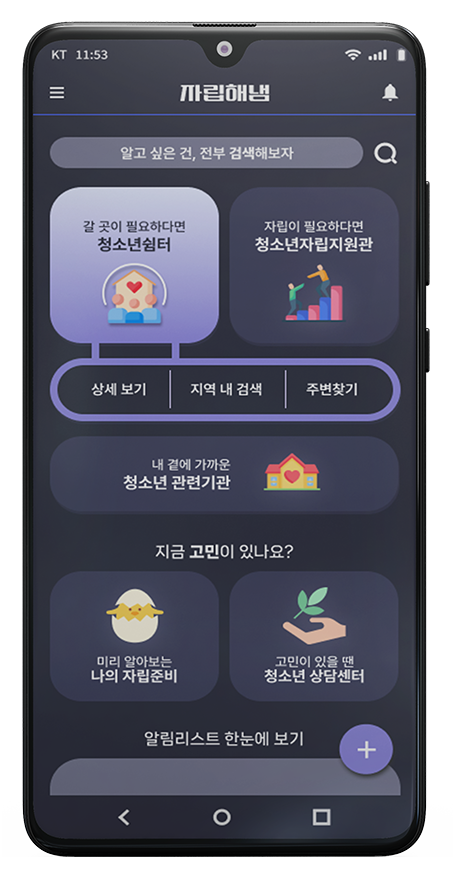 KT 11:53
자립해냄
알고 싶은 건, 전부 검색해보자
갈 곳이 필요하다면
청소년쉼터
자립이 필요하다면
청소년자립지원관
상세 보기
지역 내 검색
주변찾기
내 곁에 가까운
청소년 관련기관
지금 고민이 있나요?
미리 알아보는
나의 자립준비
고민이 있을 땐
청소년 상담센터
알림리스트 한눈에 보기